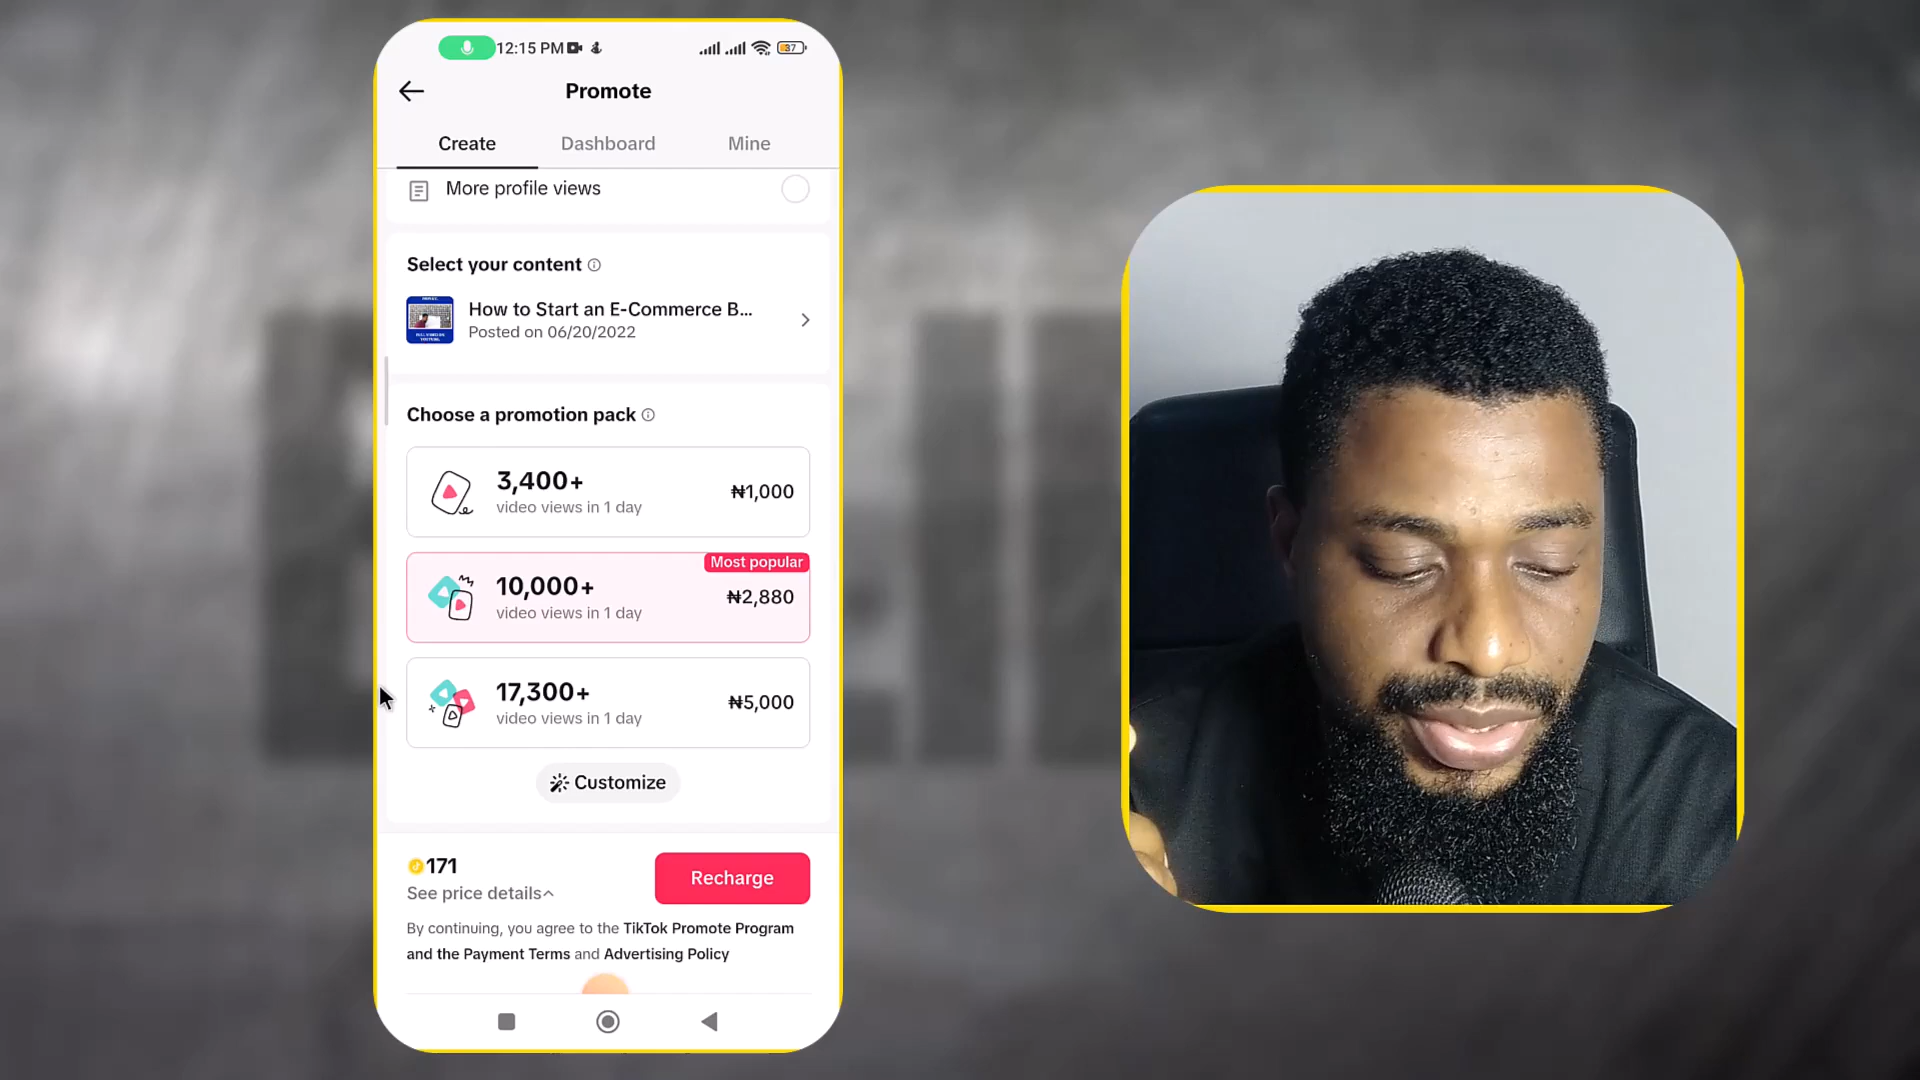 12:15 PM
37
Promote
Create
Dashboard
Mine
More profile views
Select your content
How to Start an E-Commerce B...
Posted on 06/20/2022
Choose a promotion pack
3,400+
video views in 1 day
₦1,000
Most popular
10,000+
video views in 1 day
₦2,880
17,300+
video views in 1 day
₦5,000
Customize
171
See price details
Recharge
By continuing, you agree to the TikTok Promote Program
and the Payment Terms and Advertising Policy